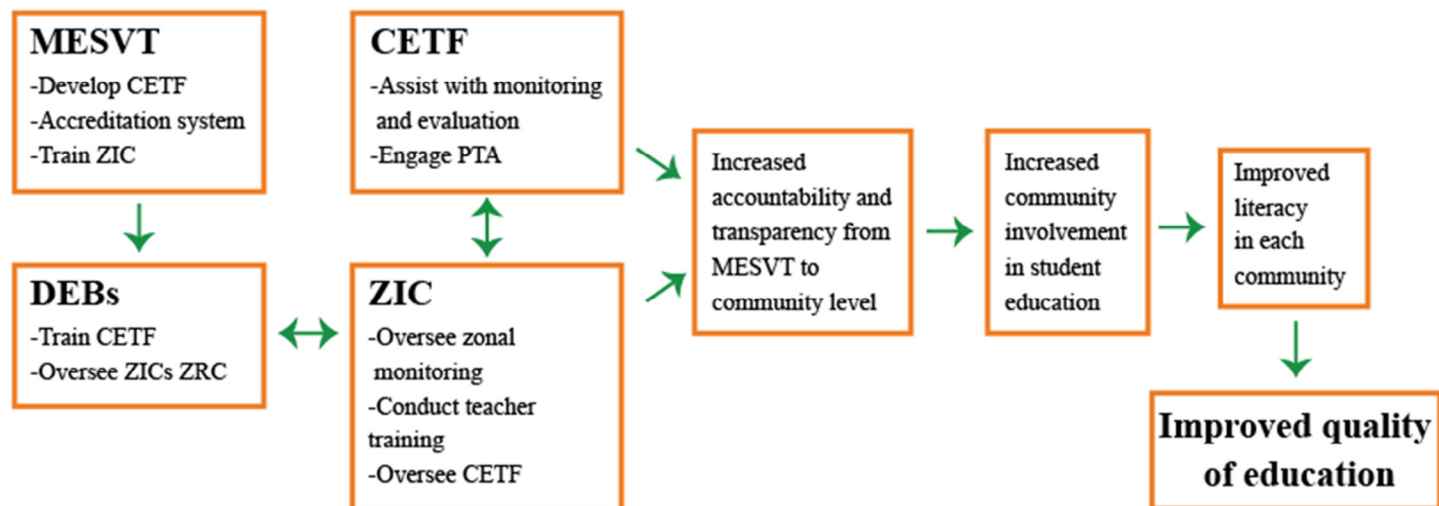 MESVT
-Develop CETF
-Accreditation system
-Train ZIC
DEBs
-Train CETF
-Oversee ZICs ZRC
CETF
-Assist with monitoring
and evaluation
-Engage PTA
ZIC
-Oversee zonal
monitoring
-Conduct teacher
training
-Oversee CETF
Increased
accountability and
transparency from
MESVT to
community level
Increased
community
involvement
in student
education
Improved
literacy
in each
community
Improved quality
of education